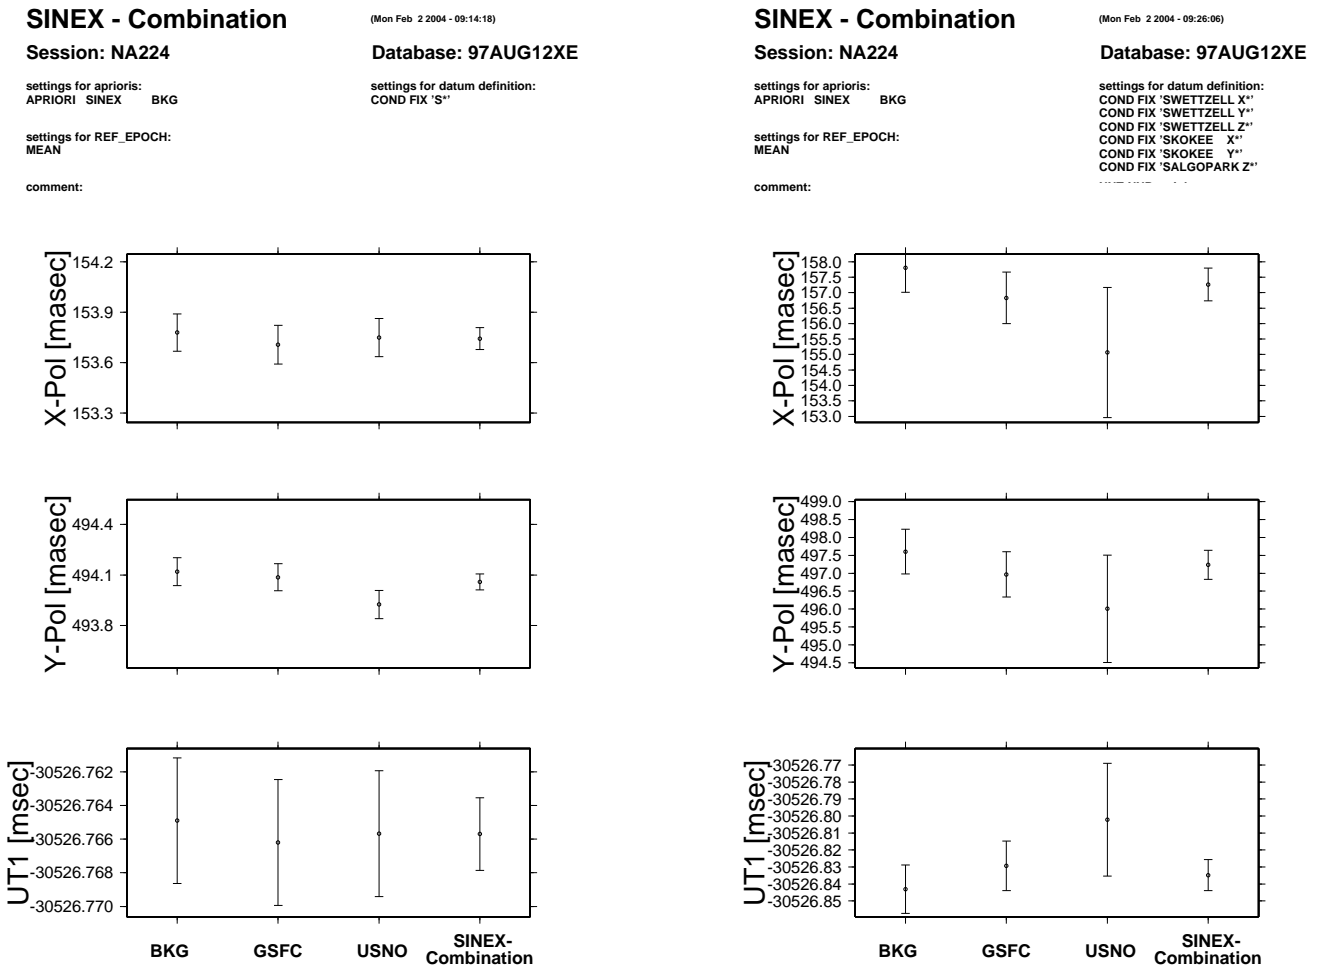 SINEX - Combination
(Mon Feb 2 2004 - 09:14:18)
Session: NA224
Database: 97AUG12XE
settings for aprioris:
APRIORI SINEX BKG
settings for datum definition:
COND FIX 'S*'
settings for REF_EPOCH:
MEAN
comment:
X-Pol [masec]
154.2
153.9
153.6
153.3
Y-Pol [masec]
494.4
494.1
493.8
UT1 [msec]
-30526.762
-30526.764
-30526.766
-30526.768
-30526.770
BKG
GSFC
USNO
SINEX-
Combination
SINEX - Combination
(Mon Feb 2 2004 - 09:26:06)
Session: NA224
Database: 97AUG12XE
settings for aprioris:
APRIORI SINEX BKG
settings for datum definition:
COND FIX 'SWETTZELL X*'
COND FIX 'SWETTZELL Y*'
COND FIX 'SWETTZELL Z*'
COND FIX 'SKOKEE X*'
COND FIX 'SKOKEE Y*'
COND FIX 'SALGOPARK Z*'
settings for REF_EPOCH:
MEAN
comment:
X-Pol [masec]
158.0
157.5
157.0
156.5
156.0
155.5
155.0
154.5
154.0
153.5
153.0
Y-Pol [masec]
499.0
498.5
498.0
497.5
497.0
496.5
496.0
495.5
495.0
494.5
UT1 [msec]
-30526.77
-30526.78
-30526.79
-30526.80
-30526.81
-30526.82
-30526.83
-30526.84
-30526.85
BKG
GSFC
USNO
SINEX-
Combination